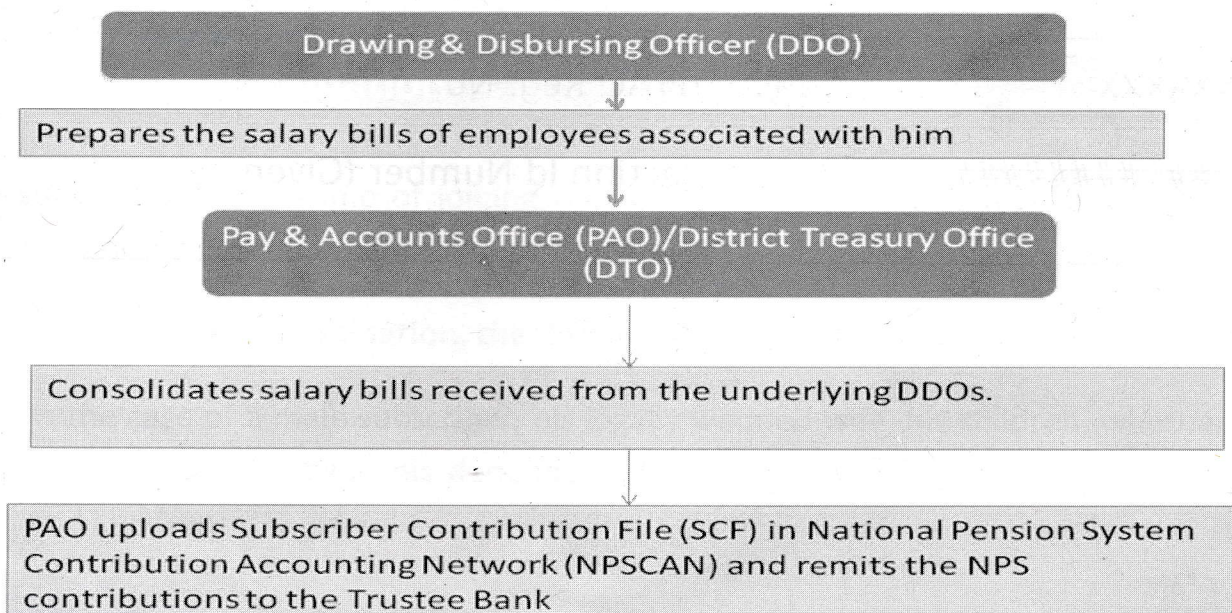 Drawing & Disbursing Officer (DDO)
Prepares the salary bills of employees associated with him
Pay & Accounts Office (PAO)/District Treasury Office
(DTO)
Consolidates salary bills received from the underlying DDOs.
PAO uploads Subscriber Contribution File (SCF) in National Pension System
Contribution Accounting Network (NPSCAN) and remits the NPS
contributions to the Trustee Bank